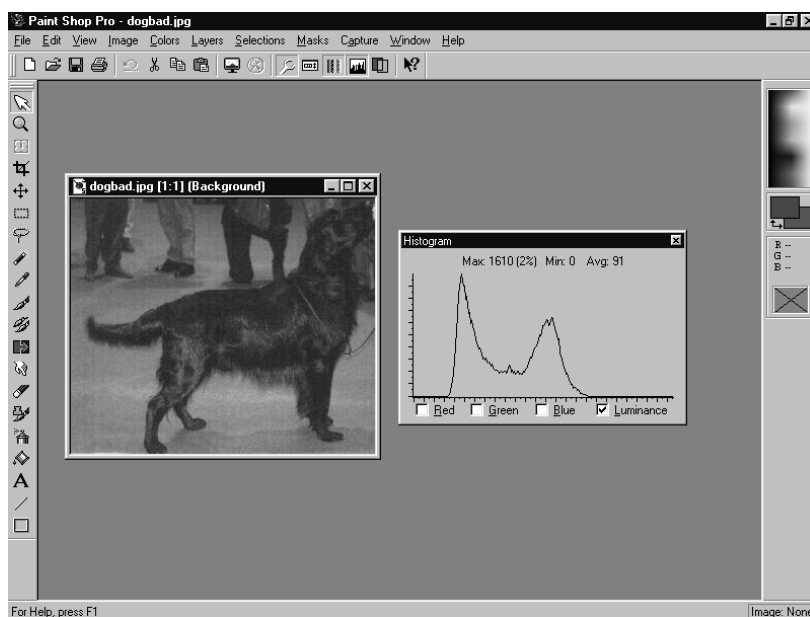 Paint Shop Pro - dogbad.jpg
File Edit View Image Colors Layers Selections Masks Capture Window Help
dogbad.jpg [1:1] (Background)
Histogram
Max: 1610 (2%) Min: 0 Avg: 91
Red Green Blue Luminance
R --
G --
B --
A
For Help, press F1
Image: None